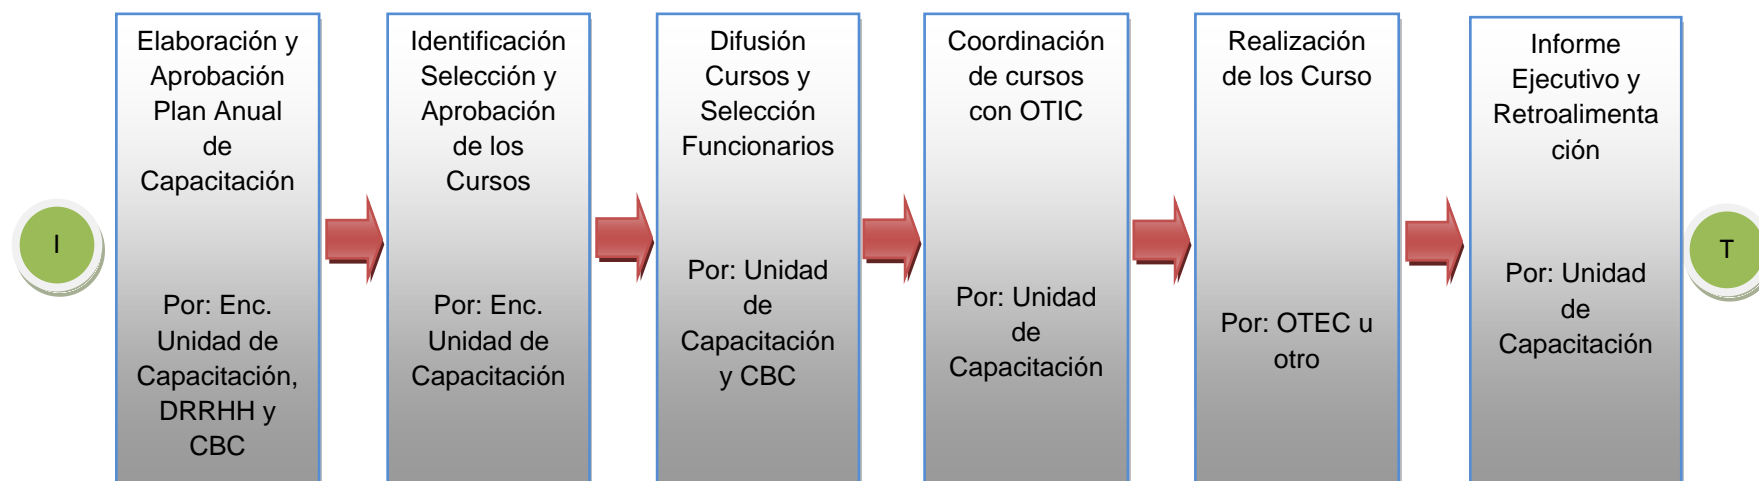 I
Elaboración y
Aprobación
Plan Anual
de
Capacitación
Por: Enc.
Unidad de
Capacitación,
DRRHH y
CBC
Identificación
Selección y
Aprobación
de los
Cursos
Por: Enc.
Unidad de
Capacitación
Difusión
Cursos y
Selección
Funcionarios
Por: Unidad
de
Capacitación
y CBC
Coordinación
de cursos
con OTIC
Por: Unidad
de
Capacitación
Realización
de los Curso
Por: OTEC u
otro
Informe
Ejecutivo y
Retroalimenta
ción
Por: Unidad
de
Capacitación
T